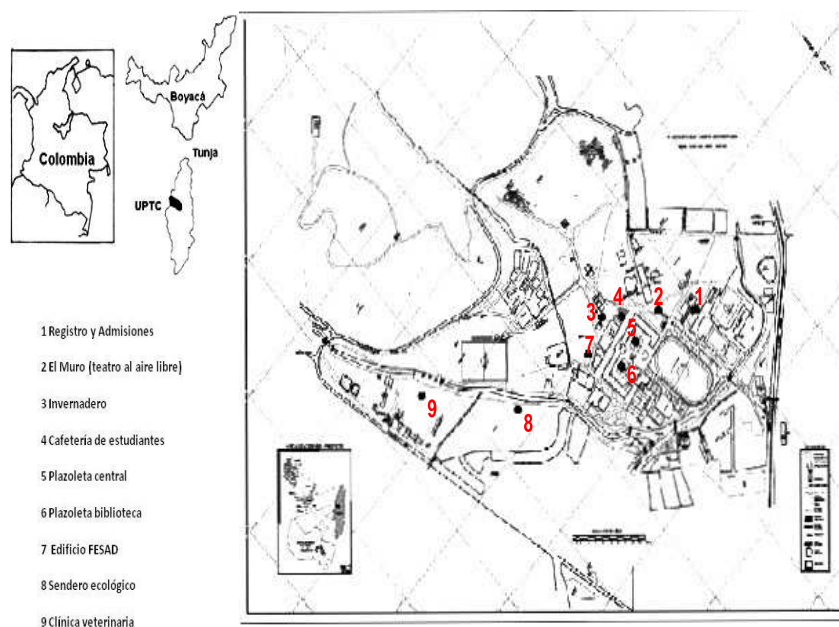 Colombia
Boyacá
Tunja
UPTC
1 Registro y Admisiones
2 El Muro (teatro al aire libre)
3 Invernadero
4 Cafetería de estudiantes
5 Plazoleta central
6 Plazoleta biblioteca
7 Edificio FESAD
8 Sendero ecológico
9 Clínica veterinaria
4
2
1
3
5
7
6
9
8